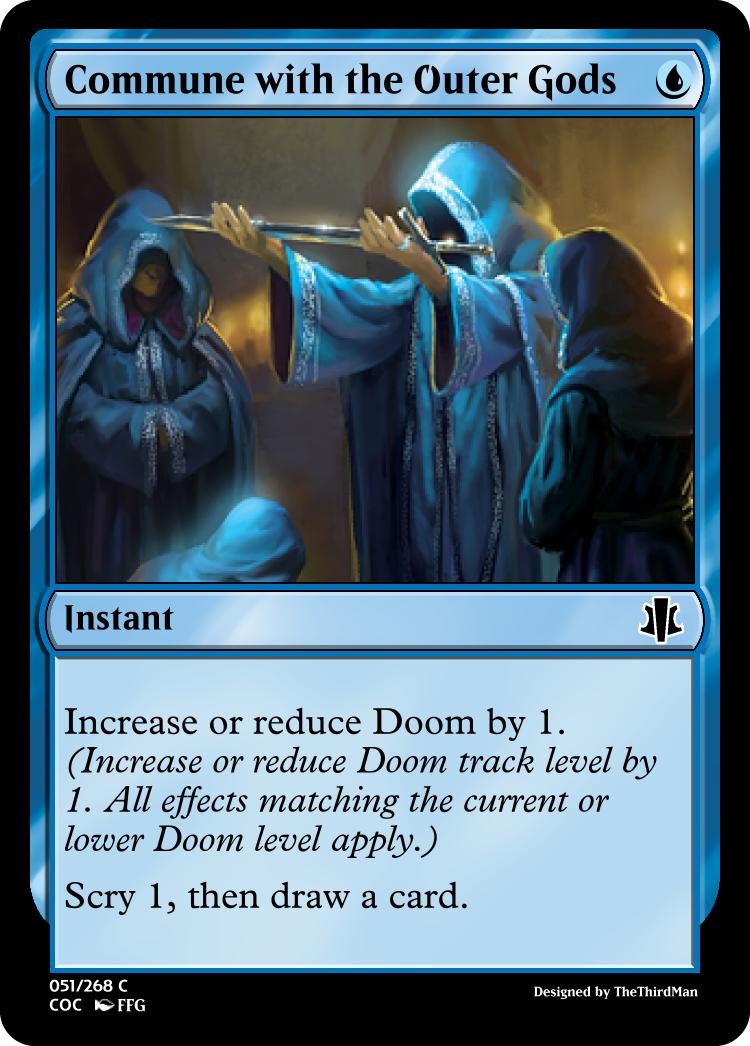 Commune with the Outer Gods
Instant
Increase or reduce Doom by 1.
(Increase or reduce Doom track level by
1. All effects matching the current or
lower Doom level apply.)
Scry 1, then draw a card.
051/268 C
COC FFG
Designed by TheThirdMan